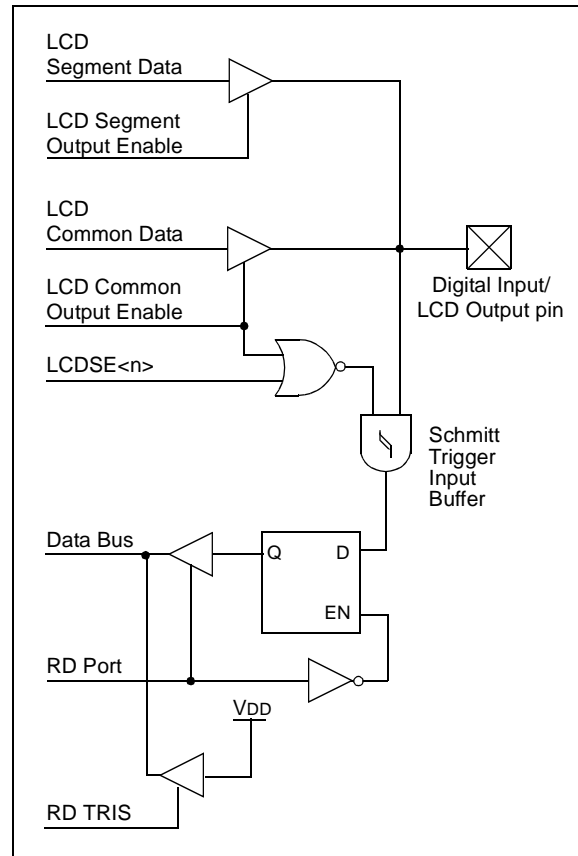 LCD
Segment Data
LCD Segment
Output Enable
LCD
Common Data
Digital Input/
LCD Output pin
LCD Common
Output Enable
LCDSE<n>
Schmitt
Trigger
Input
Buffer
Data Bus
Q
D
EN
RD Port
VDD
RD TRIS